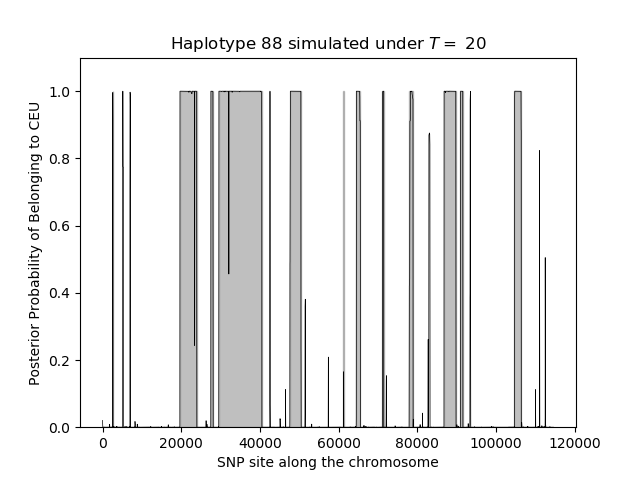 Haplotype 88 simulated under T = 20
Posterior Probability of Belonging to CEU
1.0
0.8
0.6
0.4
0.2
0.0
0 20000 40000 60000 80000 100000 120000
SNP site along the chromosome